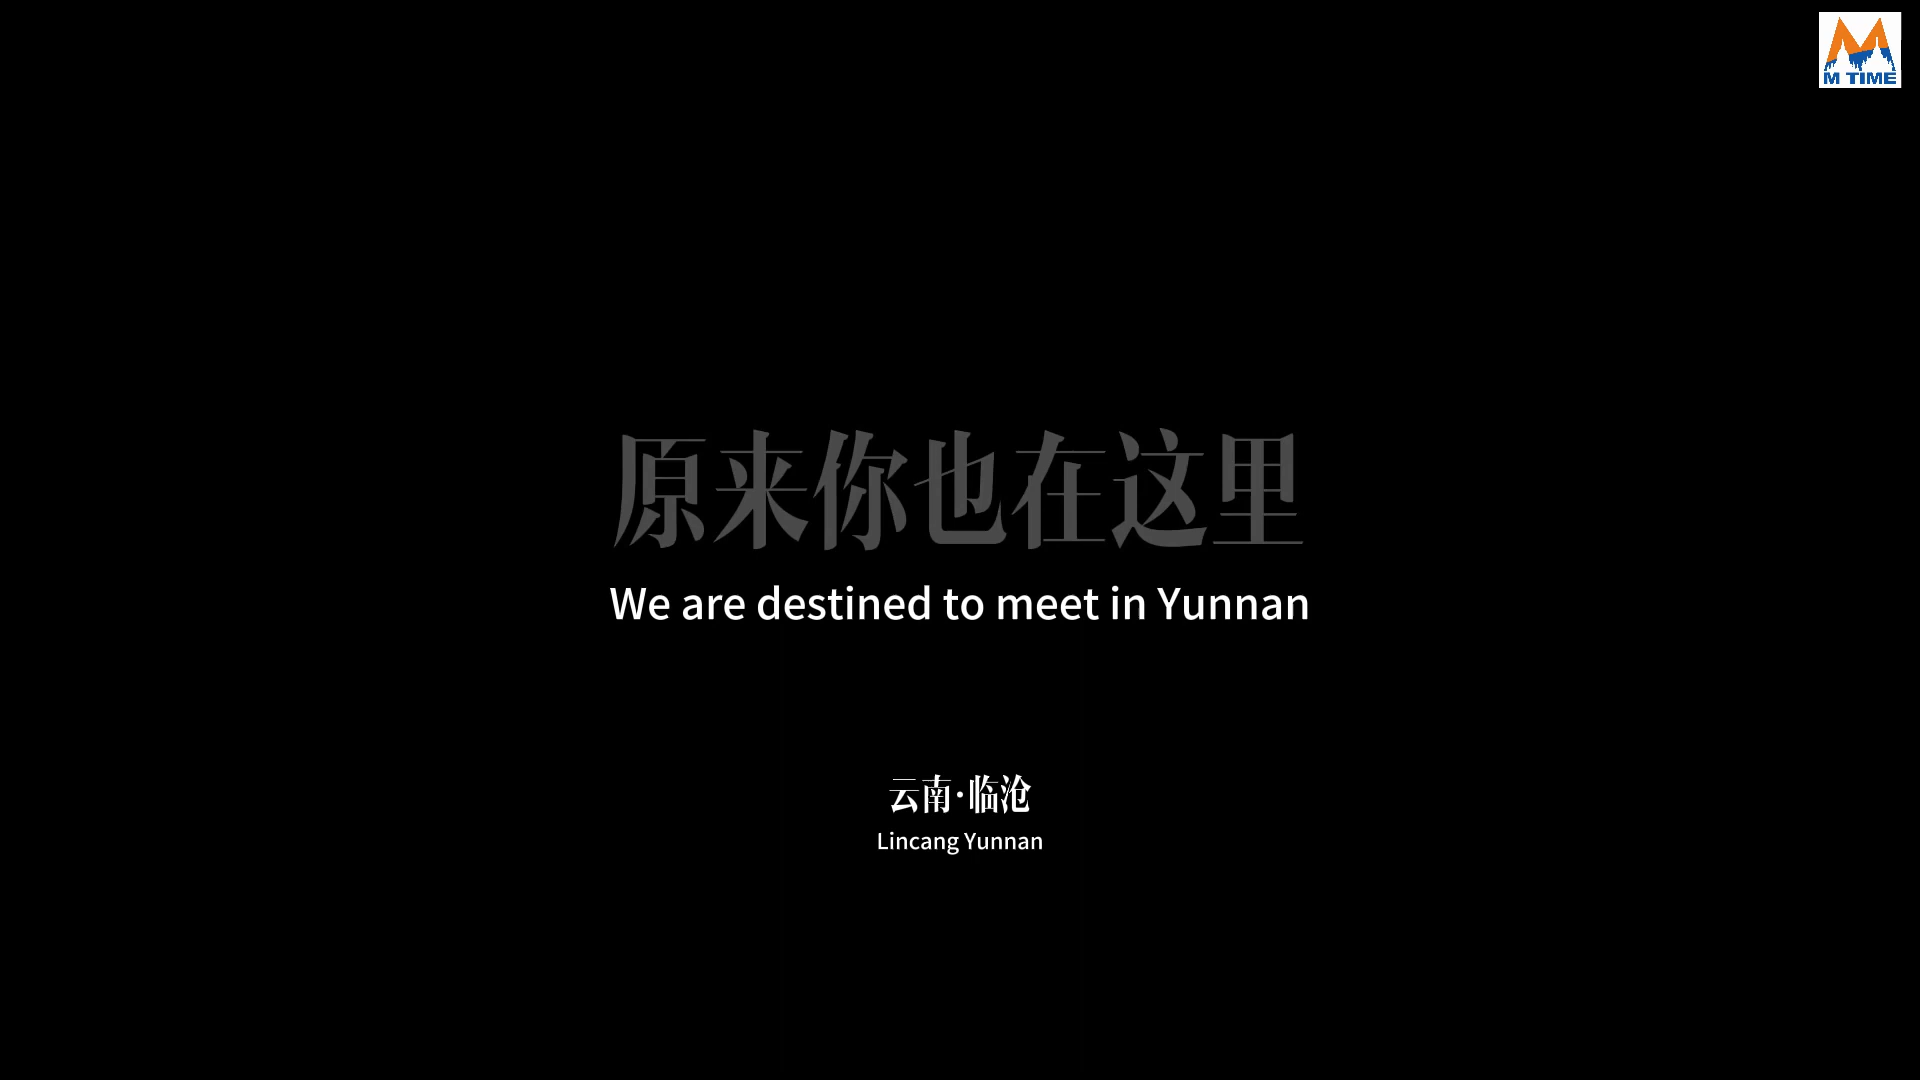 M TIME
原来你也在这里
We are destined to meet in Yunnan
云南·临沧
Lincang Yunnan